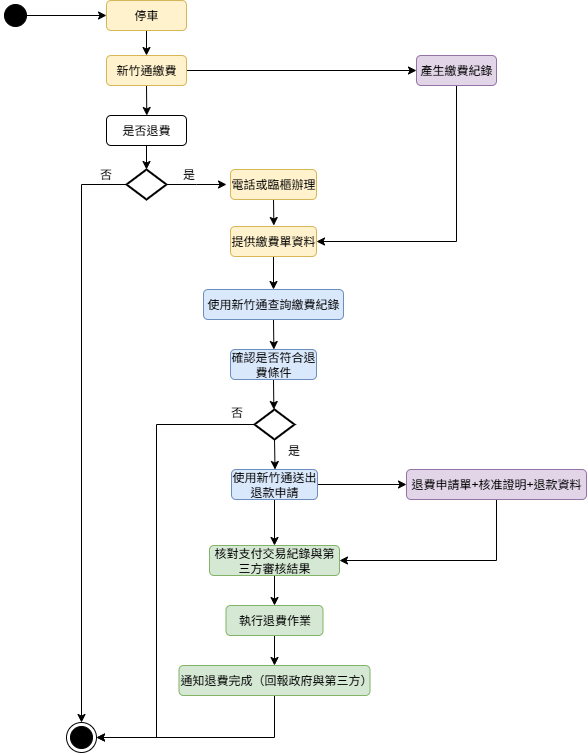 停車
新竹通繳費
產生繳費紀錄
是否退費
否
是
電話或臨櫃辦理
提供繳費單資料
使用新竹通查詢繳費紀錄
確認是否符合退
費條件
否
是
使用新竹通送出
退款申請
退費申請單+核准證明+退款資料
核對支付交易紀錄與第
三方審核結果
執行退費作業
通知退費完成（回報政府與第三方）